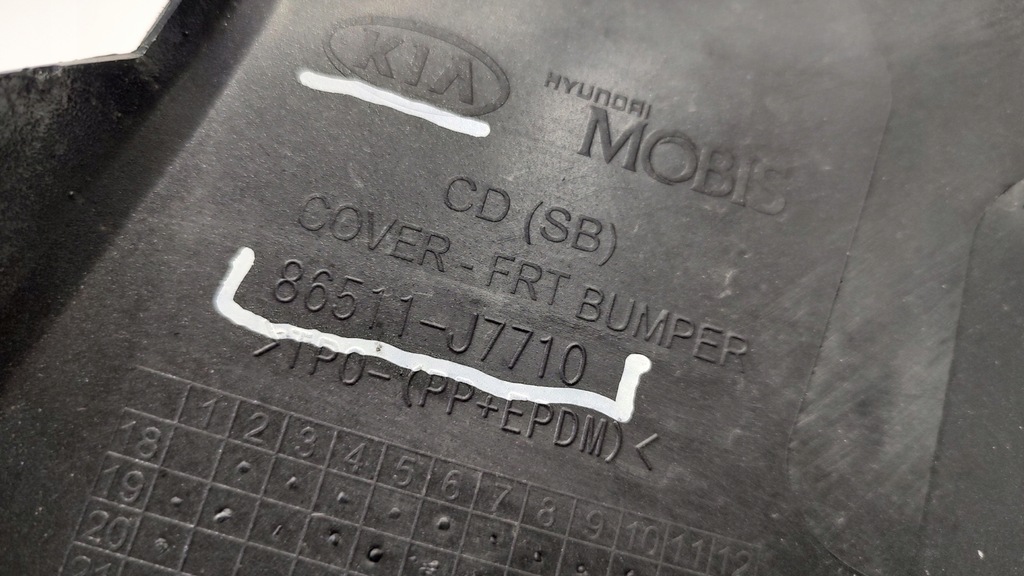 KIA
HYUNDAI
MOBIS
CD (SB)
COVER - FRT BUMPER
86511-J7710
>TPO-(PP+EPDM)<
1 2 3 4 5 6 7 8 9 10 11 12
18
19
20
21